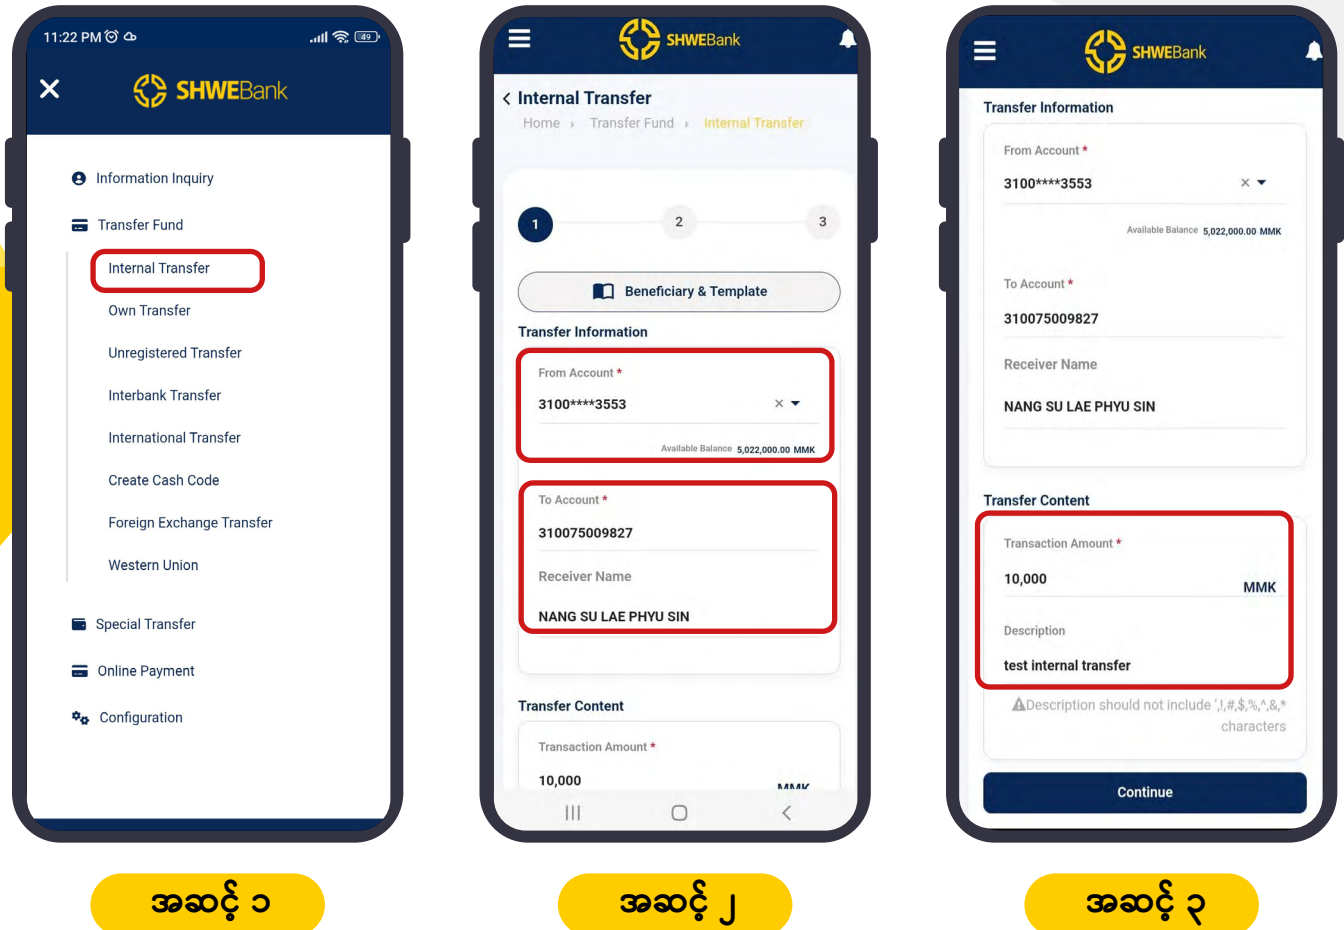 11:22 PM
49
SHWEBank
Information Inquiry
Transfer Fund
Internal Transfer
Own Transfer
Unregistered Transfer
Interbank Transfer
International Transfer
Create Cash Code
Foreign Exchange Transfer
Western Union
Special Transfer
Online Payment
Configuration
အဆင့် ၁
SHWEBank
Internal Transfer
Home › Transfer Fund › Internal Transfer
1 2 3
Beneficiary & Template
Transfer Information
From Account *
3100****3553
Available Balance 5,022,000.00 MMK
To Account *
310075009827
Receiver Name
NANG SU LAE PHYU SIN
Transfer Content
Transaction Amount *
10,000 MMK
အဆင့် ၂
SHWEBank
Transfer Information
From Account *
3100****3553
Available Balance 5,022,000.00 MMK
To Account *
310075009827
Receiver Name
NANG SU LAE PHYU SIN
Transfer Content
Transaction Amount *
10,000 MMK
Description
test internal transfer
Description should not include ',!,#,$,%,^,&,*
characters
Continue
အဆင့် ၃